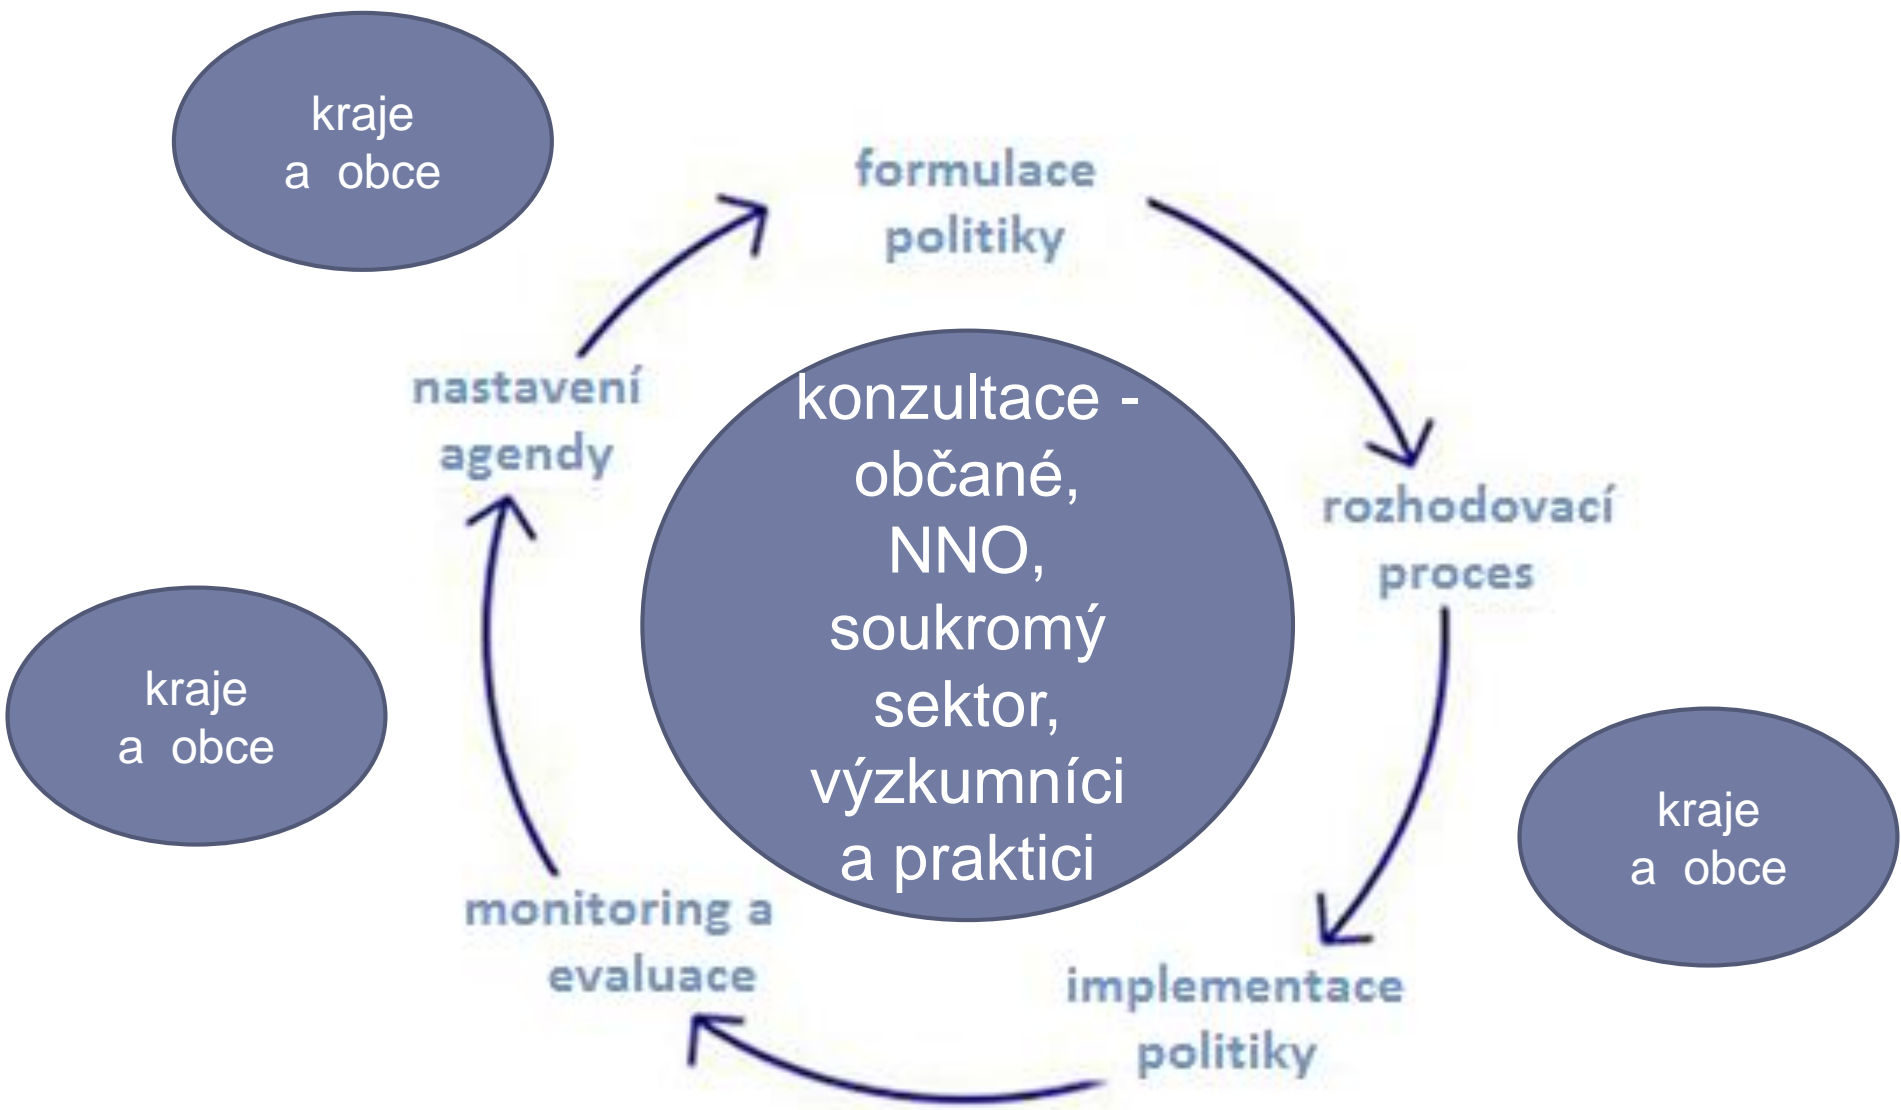 kraje
a obce
formulace
politiky
nastavení
agendy
konzultace -
občané,
NNO,
soukromý
sektor,
výzkumníci
a praktici
rozhodovací
proces
kraje
a obce
kraje
a obce
monitoring a
evaluace
implementace
politiky